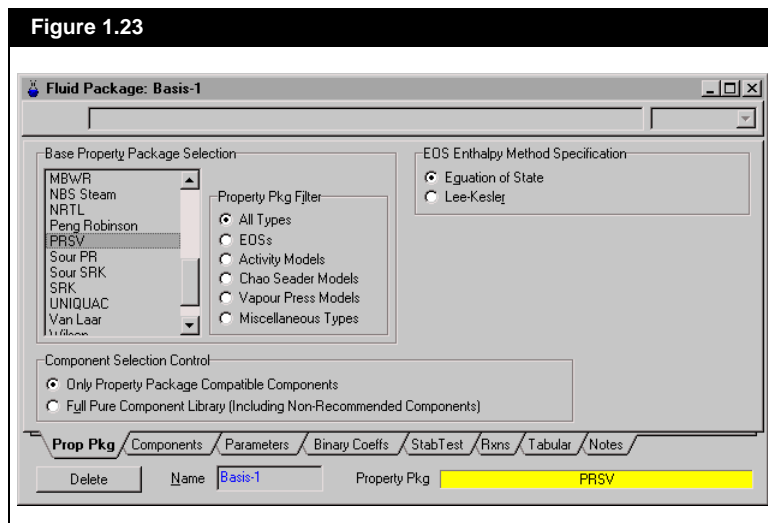 Figure 1.23
Fluid Package: Basis-1
Base Property Package Selection
MBWR
NBS Steam
NRTL
Peng Robinson
PRSV
Sour PR
Sour SRK
SRK
UNIQUAC
Van Laar
Wilson
Property Pkg Filter
All Types
EOSs
Activity Models
Chao Seader Models
Vapour Press Models
Miscellaneous Types
EOS Enthalpy Method Specification
Equation of State
Lee-Kesler
Component Selection Control
Only Property Package Compatible Components
Full Pure Component Library (Including Non-Recommended Components)
Prop Pkg Components Parameters Binary Coeffs StabTest Rxns Tabular Notes
Delete Name Basis-1 Property Pkg PRSV